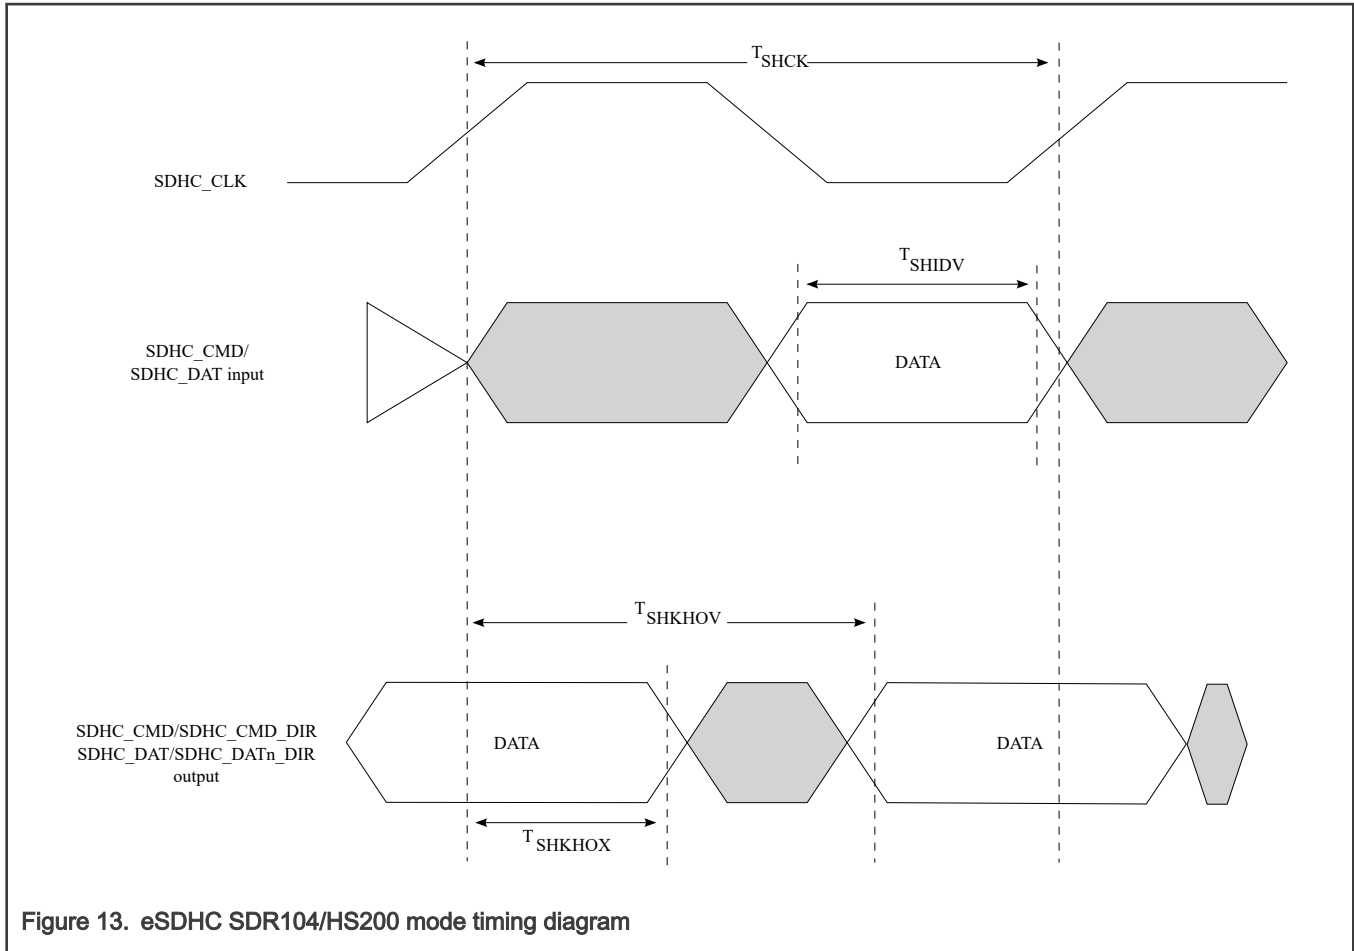 TSHCK
SDHC_CLK
TSHIDV
SDHC_CMD/
SDHC_DAT input
DATA
TSHKHOV
SDHC_CMD/SDHC_CMD_DIR
SDHC_DAT/SDHC_DATn_DIR
output
DATA
DATA
TSHKHOX
Figure 13. eSDHC SDR104/HS200 mode timing diagram